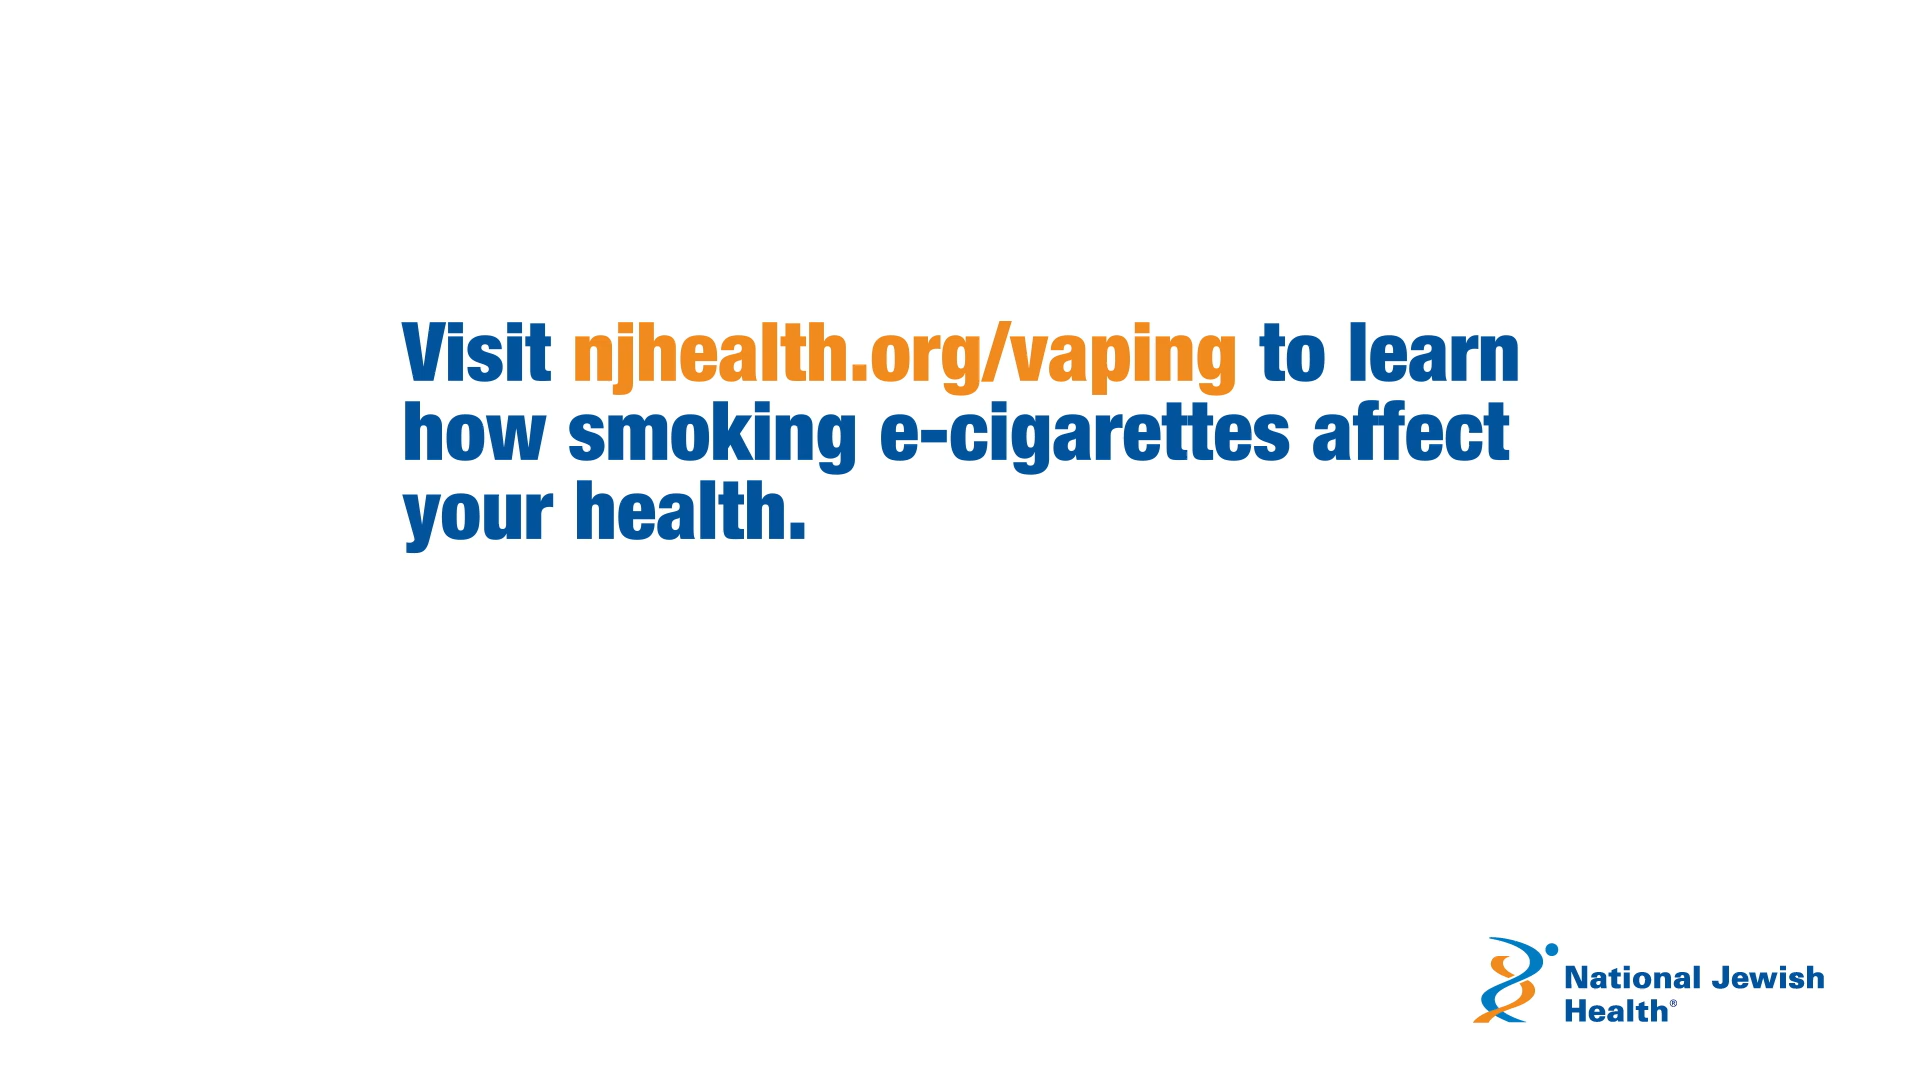 Visit njhealth.org/vaping to learn
how smoking e-cigarettes affect
your health.
National Jewish
Health®